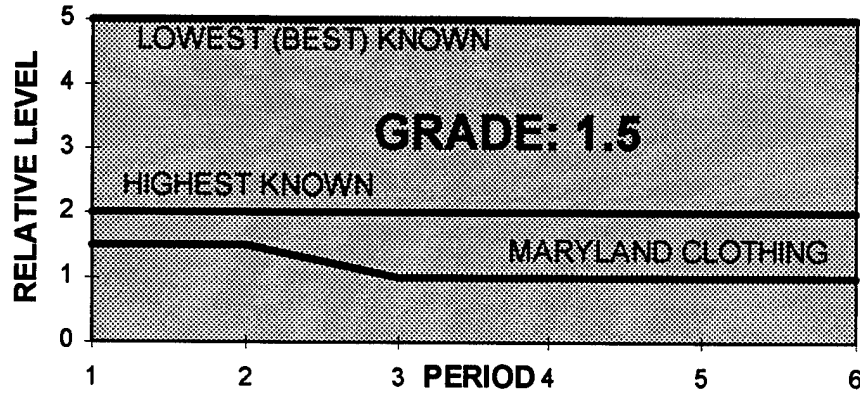 5
LOWEST (BEST) KNOWN
4
GRADE: 1.5
3
HIGHEST KNOWN
2
MARYLAND CLOTHING
1
0
RELATIVE LEVEL
1 2 3 PERIOD 4 5 6